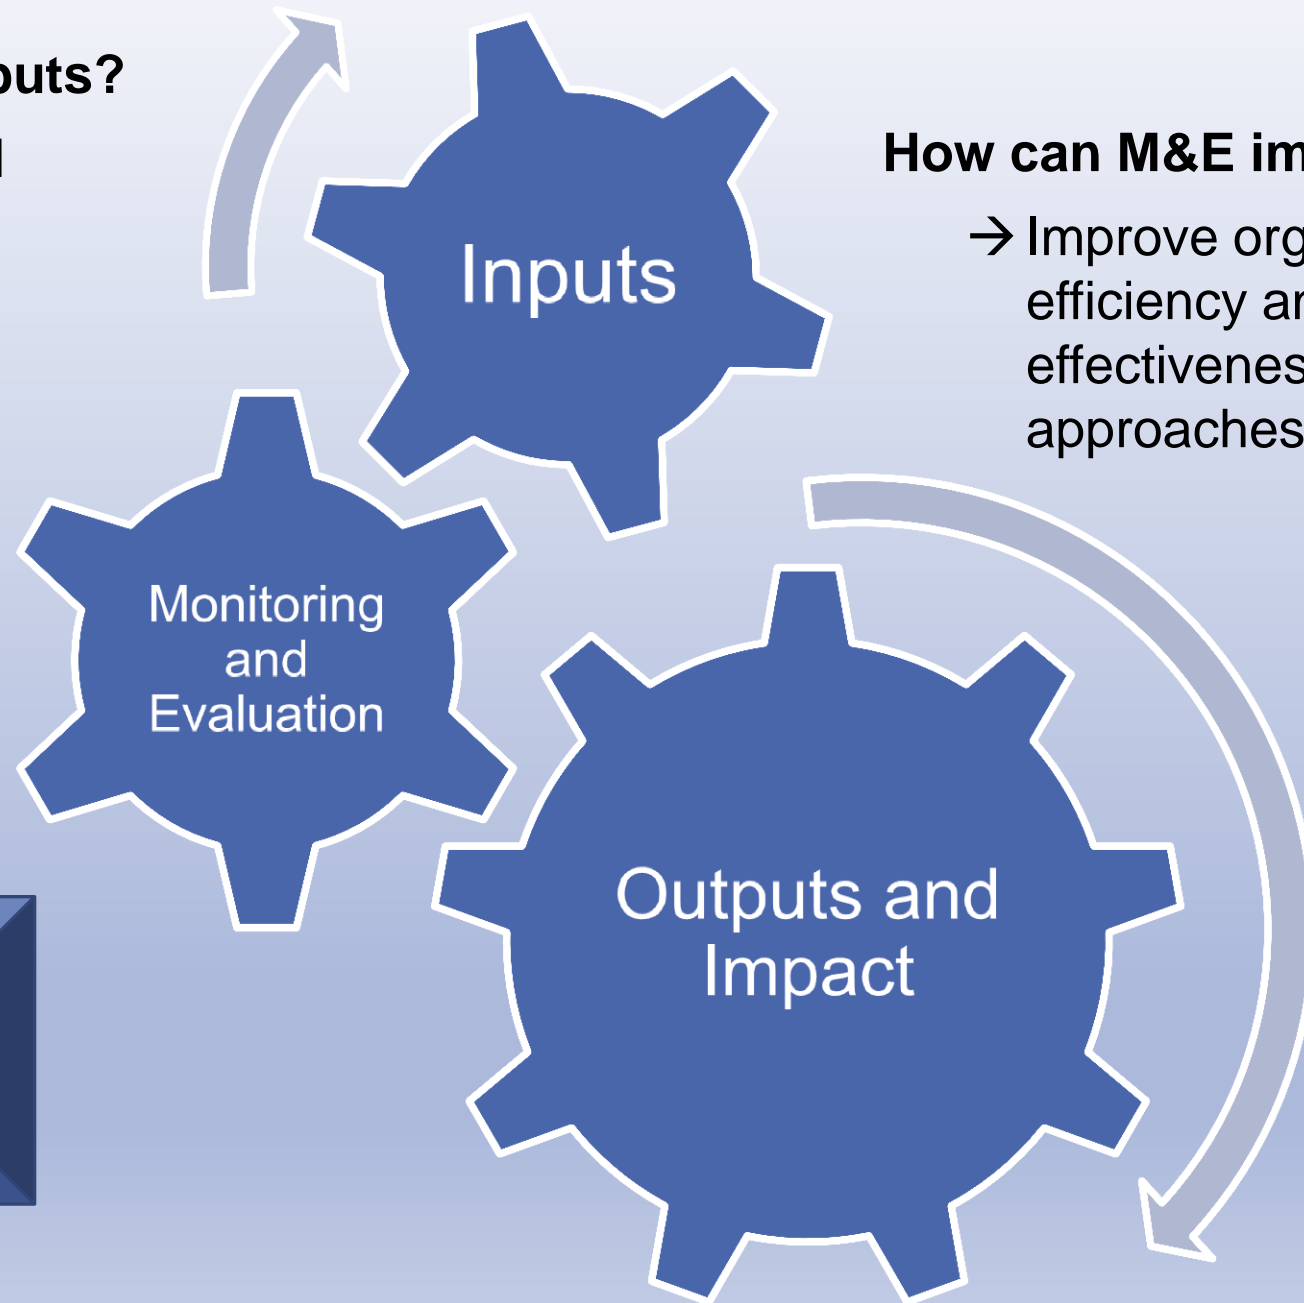 puts?
How can M&E im
→ Improve org
efficiency ar
effectivenes
approaches
Inputs
Monitoring
and
Evaluation
Outputs and
Impact